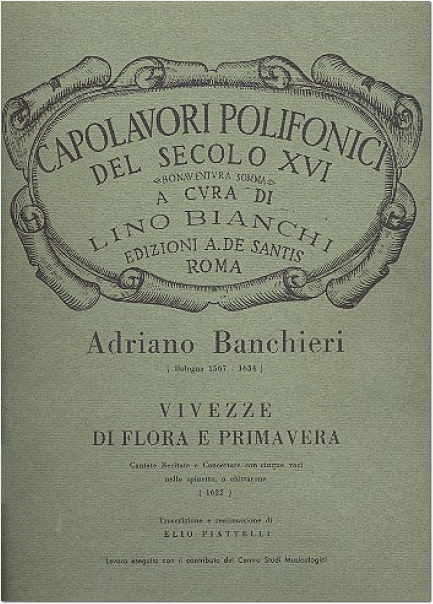 CAPOLAVORI POLIFONICI
DEL SECOLO XVI
«BONAVENTVRA SOMMA»
A CVRA DI
LINO BIANCHI
EDIZIONI A. DE SANTIS
ROMA
Adriano Banchieri
( Bologna 1567 - 1634 )
VIVEZZE
DI FLORA E PRIMAVERA
Cantate Recitate e Concertate con cinque voci
nello spinetto, o chittarone
( 1622 )
Trascrizione e realizzazione di
ELIO PIATTELLI
Lavoro eseguito con il contributo del Centro Studi Musicologici